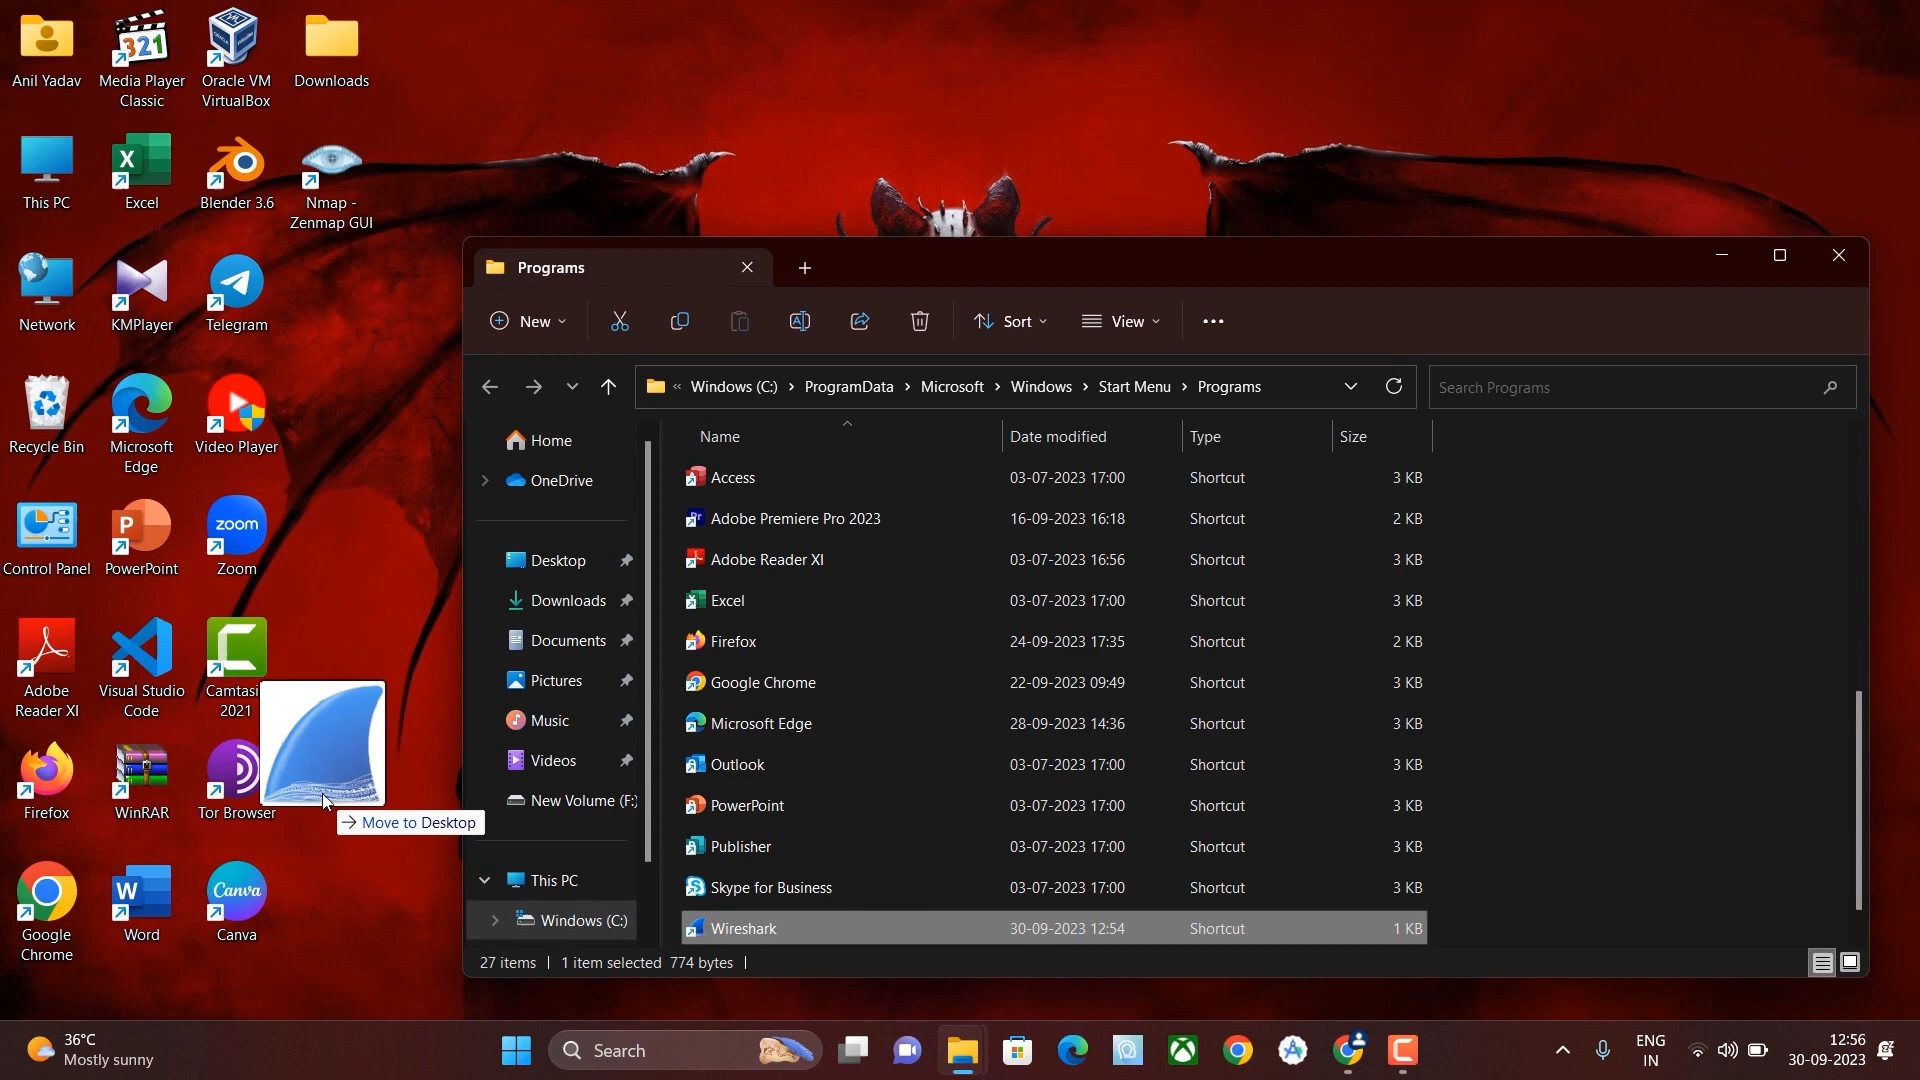 Anil Yadav
Media Player
Classic
321
Oracle VM
VirtualBox
Downloads
This PC
Excel
X
Blender 3.6
Nmap -
Zenmap GUI
Network
KMPlayer
Telegram
Recycle Bin
Microsoft
Edge
Video Player
Control Panel
P
PowerPoint
zoom
Zoom
Adobe
Reader XI
Visual Studio
Code
Camtasi
2021
Firefox
WinRAR
Tor Browser
Move to Desktop
Google
Chrome
W
Word
Canva
Canva
Programs
New
Sort
View
« Windows (C:) > ProgramData > Microsoft > Windows > Start Menu > Programs
Search Programs
Home
OneDrive
Desktop
Downloads
Documents
Pictures
Music
Videos
New Volume (F:)
This PC
Windows (C:)
Name Date modified Type Size
Access 03-07-2023 17:00 Shortcut 3 KB
Adobe Premiere Pro 2023 16-09-2023 16:18 Shortcut 2 KB
Adobe Reader XI 03-07-2023 16:56 Shortcut 3 KB
Excel 03-07-2023 17:00 Shortcut 3 KB
Firefox 24-09-2023 17:35 Shortcut 2 KB
Google Chrome 22-09-2023 09:49 Shortcut 3 KB
Microsoft Edge 28-09-2023 14:36 Shortcut 3 KB
Outlook 03-07-2023 17:00 Shortcut 3 KB
PowerPoint 03-07-2023 17:00 Shortcut 3 KB
Publisher 03-07-2023 17:00 Shortcut 3 KB
Skype for Business 03-07-2023 17:00 Shortcut 3 KB
Wireshark 30-09-2023 12:54 Shortcut 1 KB
27 items 1 item selected 774 bytes
36°C
Mostly sunny
Search
ENG
IN
12:56
30-09-2023